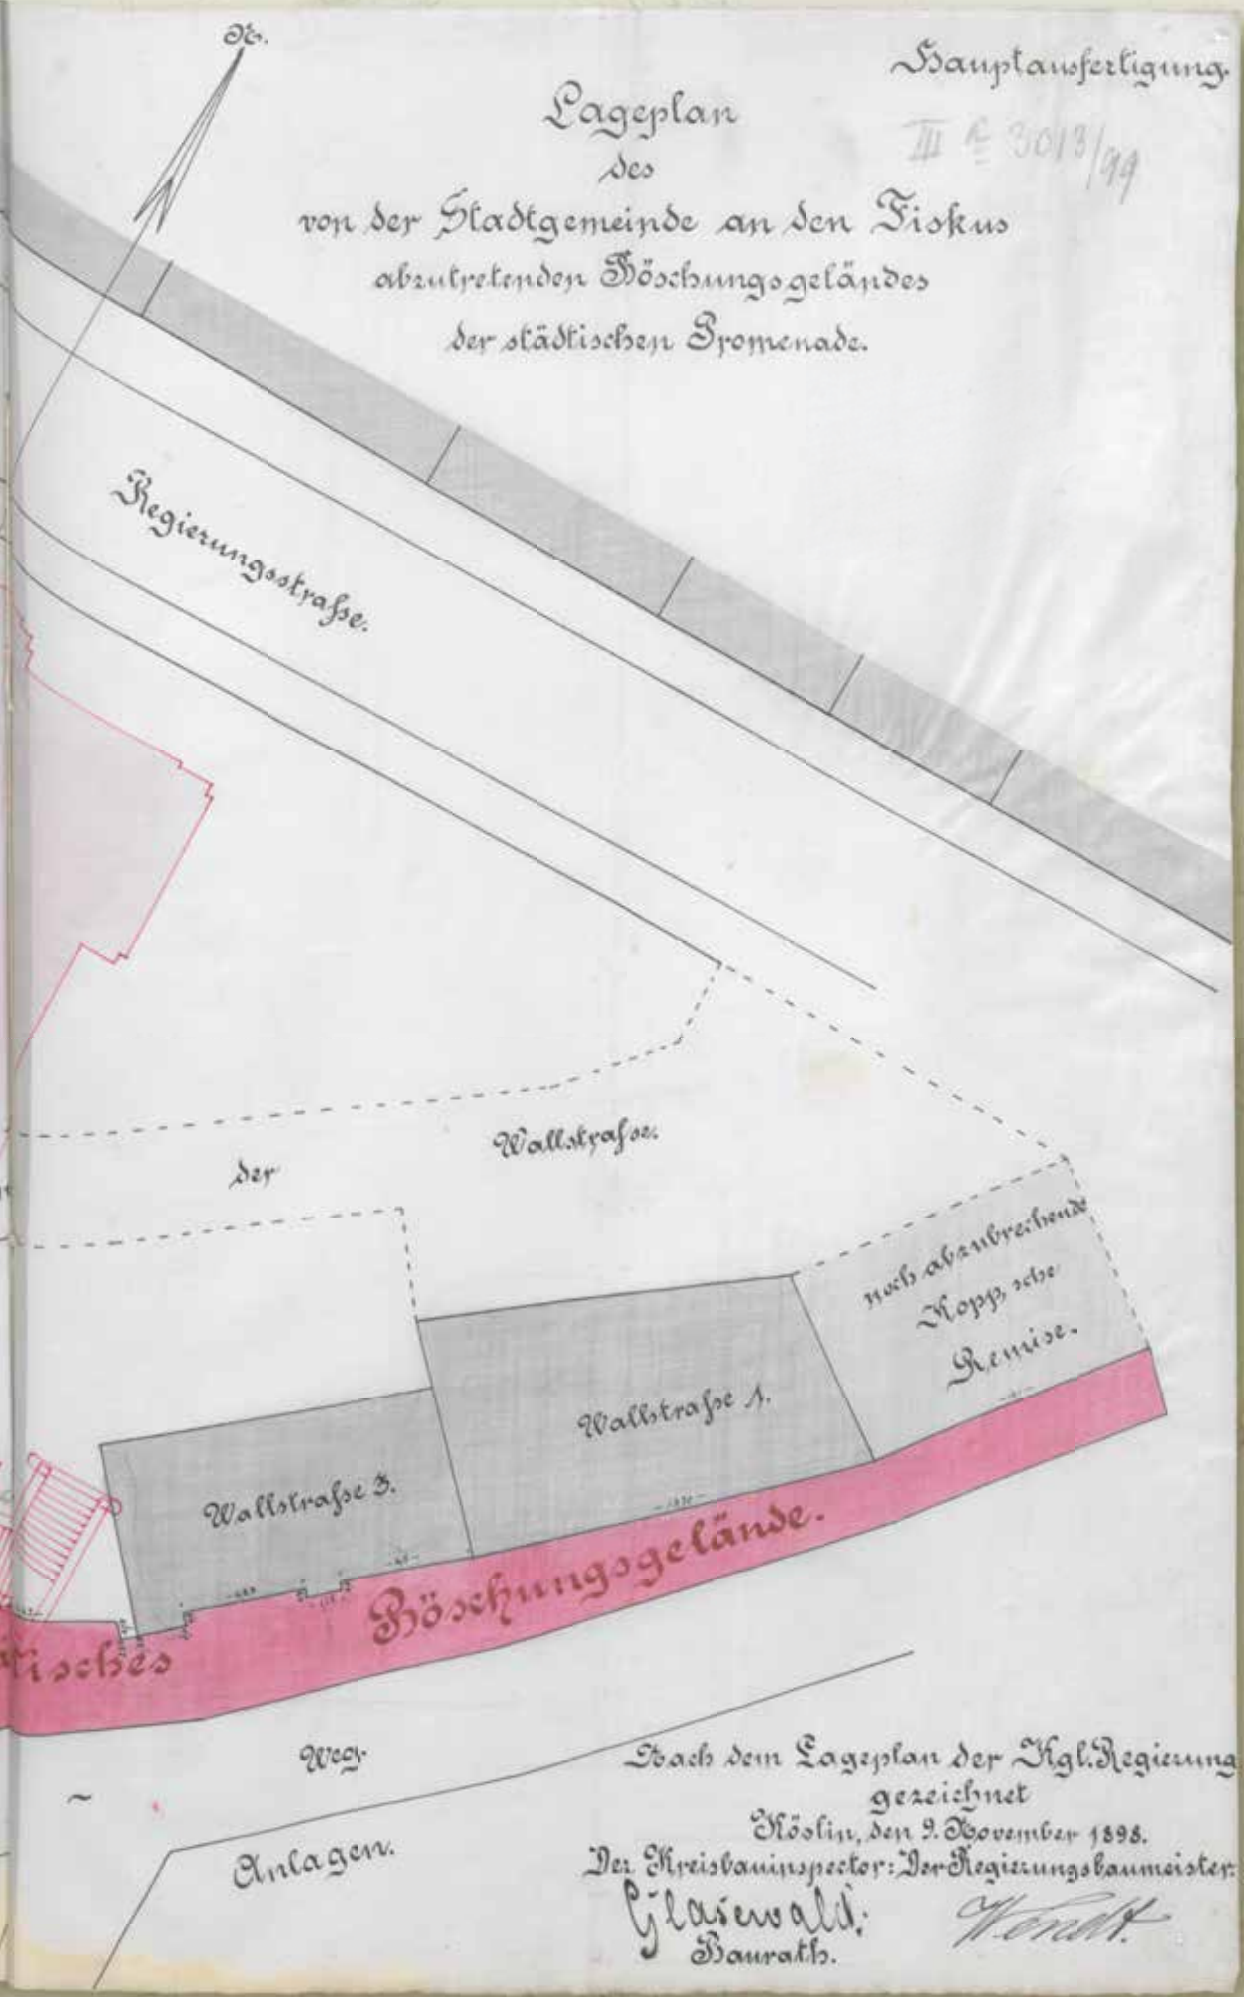 N.
Hauptausfertigung.
III 3013/99
Lageplan
des
von der Stadtgemeinde an den Fiskus
abzutretenden Böschungsgeländes
der städtischen Promenade.
Regierungsstraße.
Wallstraße.
der
noch abzubrechende
Kopp'sche
Remise.
Wallstraße 1.
Wallstraße 3.
Böschungsgelände.
isches
Weg
Anlagen.
Nach dem Lageplan der Kgl. Regierung
gezeichnet
Köslin, den 9. November 1898.
Der Kreisbauinspector: Der Regierungsbaumeister:
Glasewald. Wendt.
Baurath.